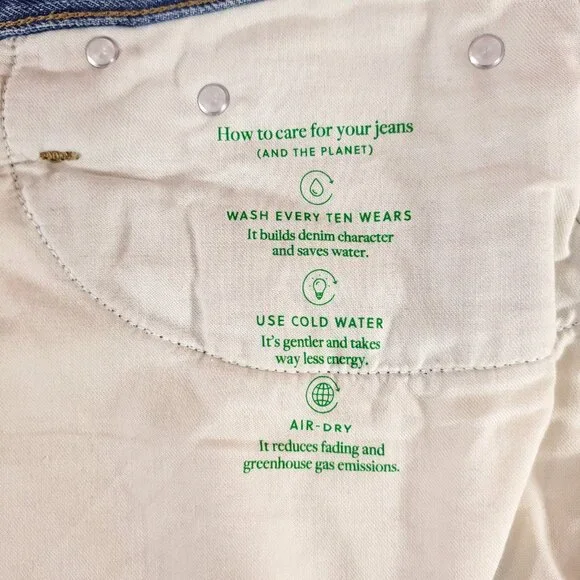 How to care for your jeans
(AND THE PLANET)
WASH EVERY TEN WEARS
It builds denim character
and saves water.
USE COLD WATER
It's gentler and takes
way less energy.
AIR-DRY
It reduces fading and
greenhouse gas emissions.